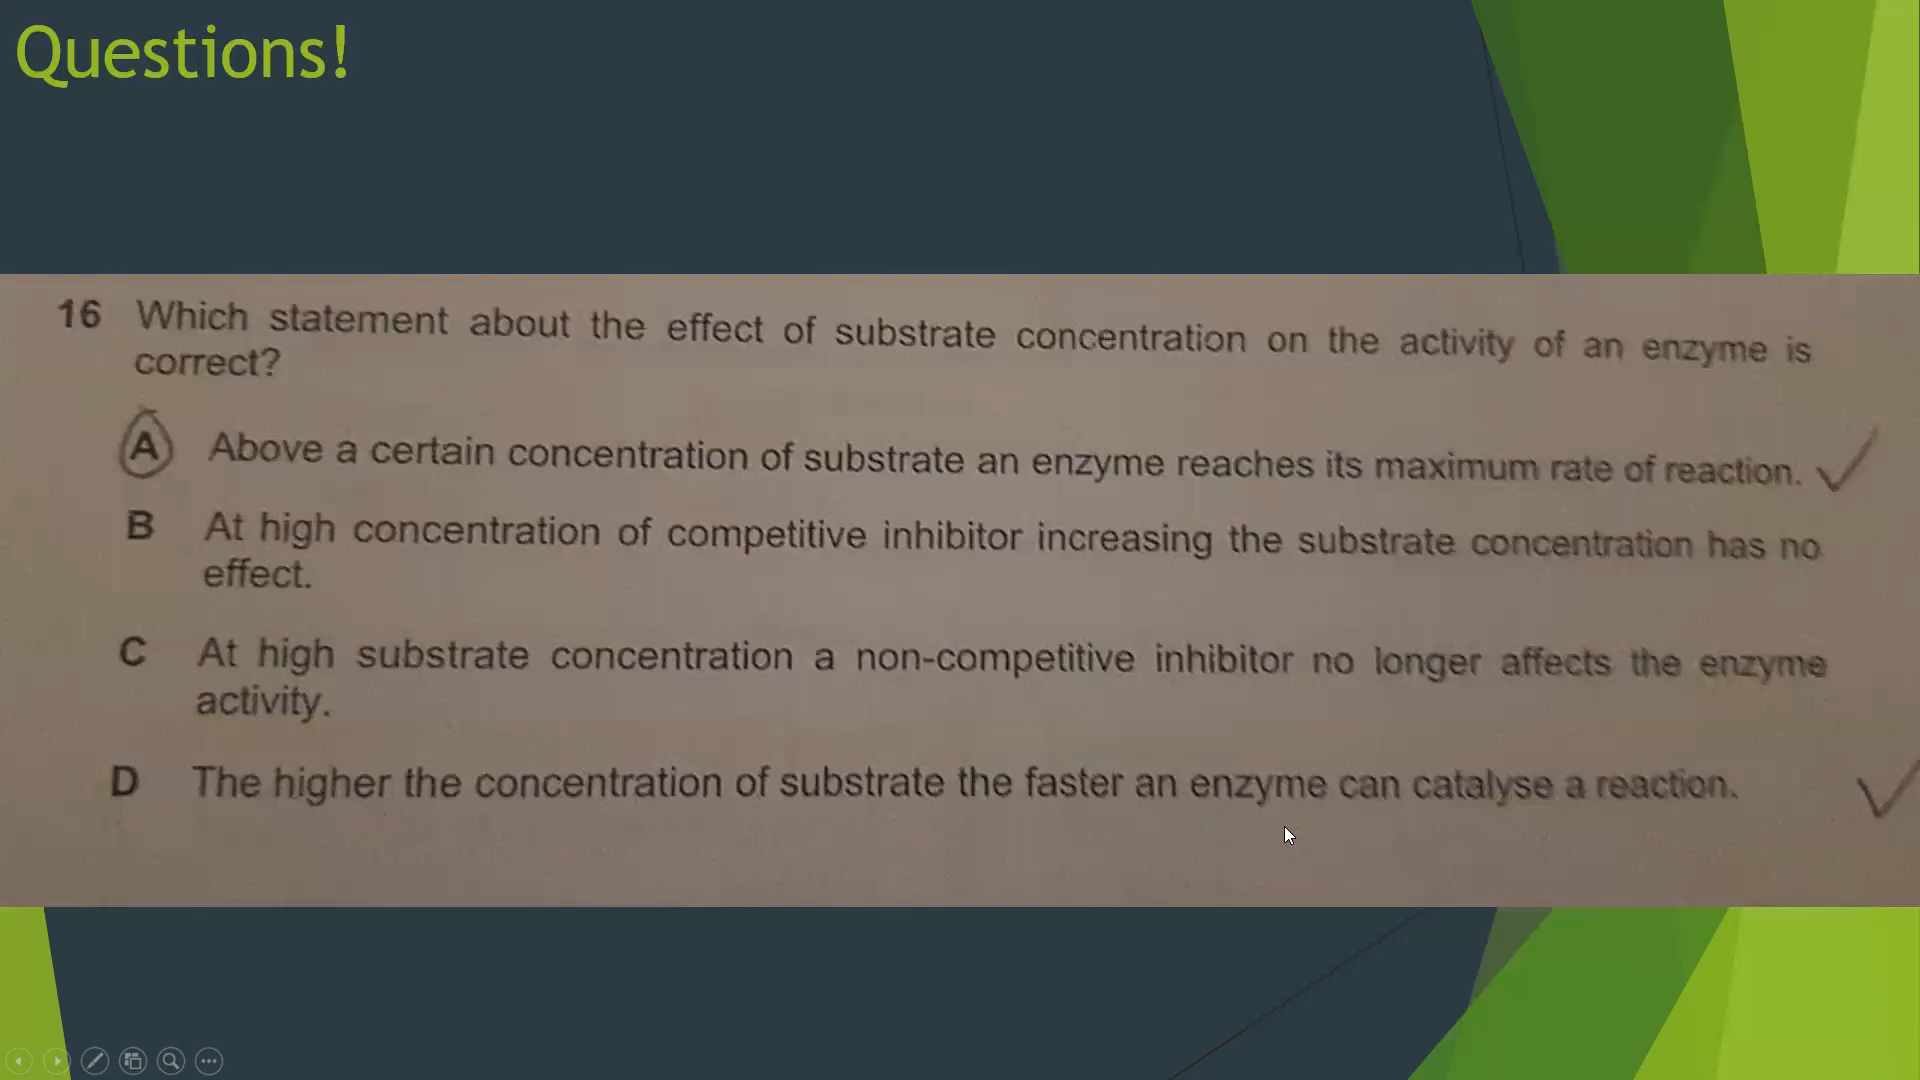 Questions!
16 Which statement about the effect of substrate concentration on the activity of an enzyme is
correct?
A Above a certain concentration of substrate an enzyme reaches its maximum rate of reaction.
B At high concentration of competitive inhibitor increasing the substrate concentration has no
effect.
C At high substrate concentration a non-competitive inhibitor no longer affects the enzyme
activity.
D The higher the concentration of substrate the faster an enzyme can catalyse a reaction.